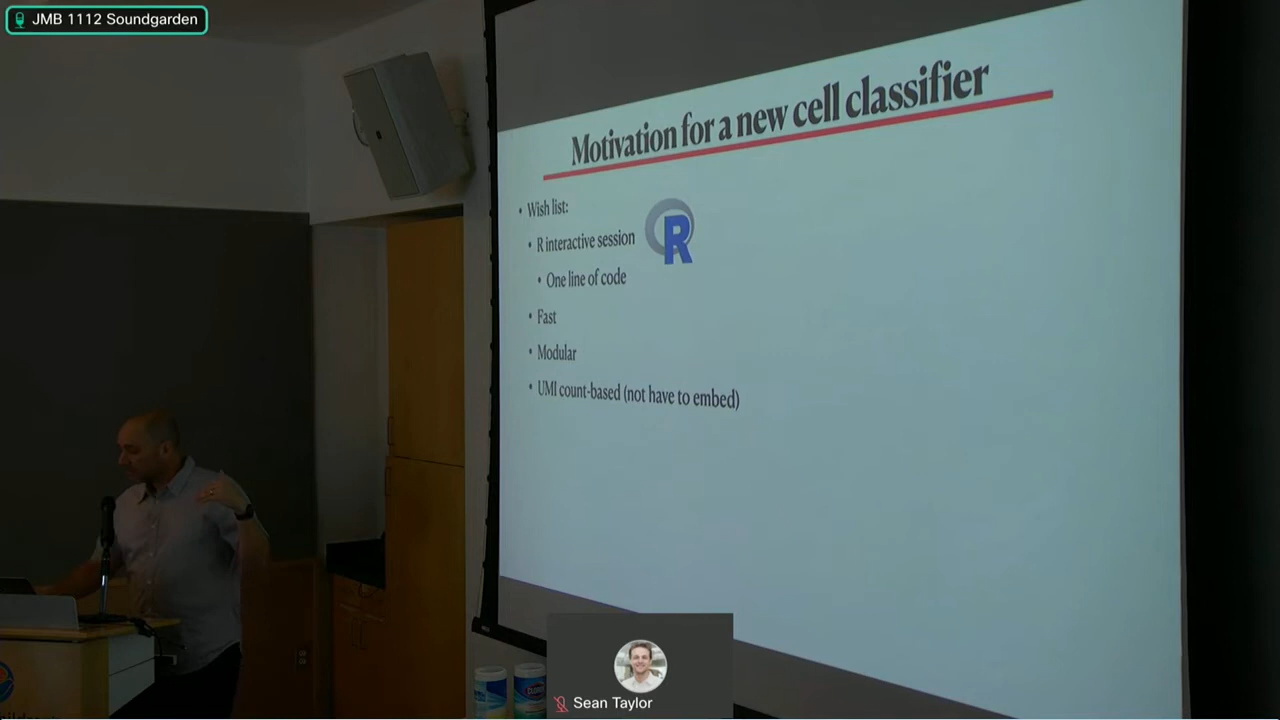 JMB 1112 Soundgarden
Motivation for a new cell classifier
• Wish list:
• R interactive session
R
• One line of code
• Fast
• Modular
• UMI count-based (not have to embed)
CLOROX
Sean Taylor